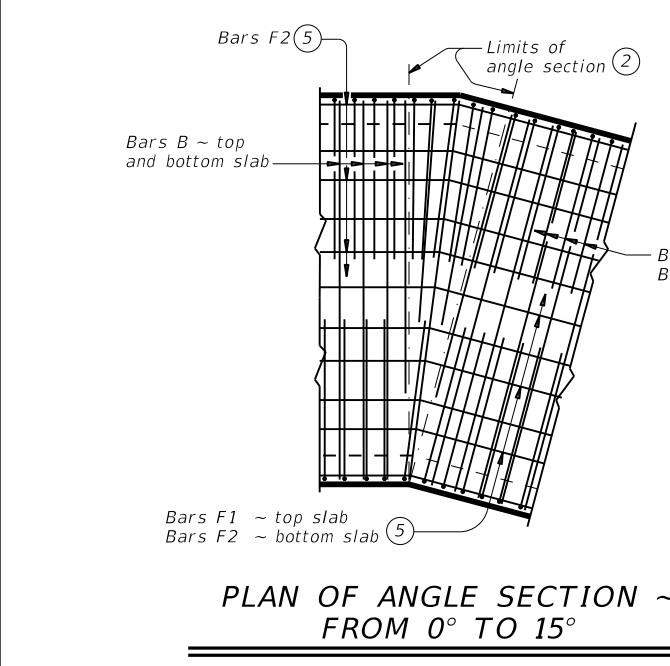 Bars F2 5
Limits of
angle section 2
Bars B ~ top
and bottom slab
B
B
Bars F1 ~ top slab
Bars F2 ~ bottom slab 5
PLAN OF ANGLE SECTION ~
FROM 0° TO 15°